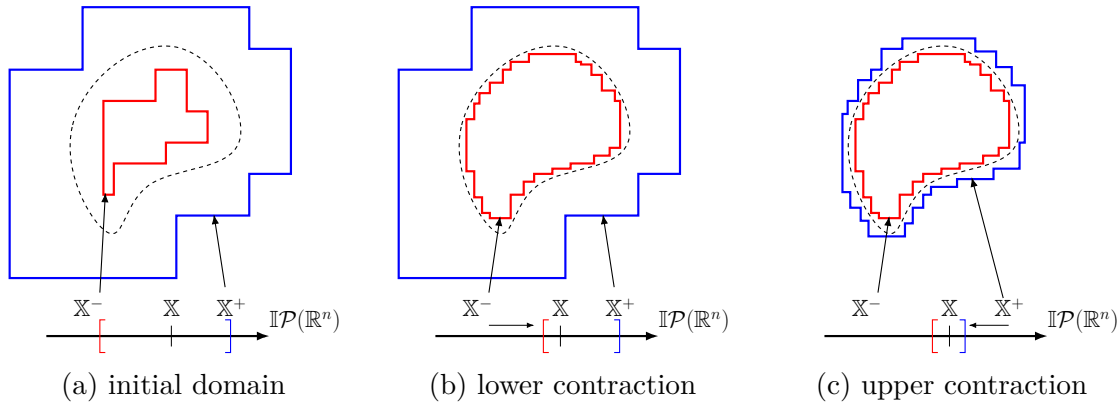 𝕏⁻ 𝕏 𝕏⁺ 𝕀𝒫(ℝⁿ)
(a) initial domain
𝕏⁻ 𝕏 𝕀𝒫(ℝⁿ)
𝕏⁺
(b) lower contraction
𝕏⁻ 𝕏 𝕏⁺ 𝕀𝒫(ℝⁿ)
(c) upper contraction